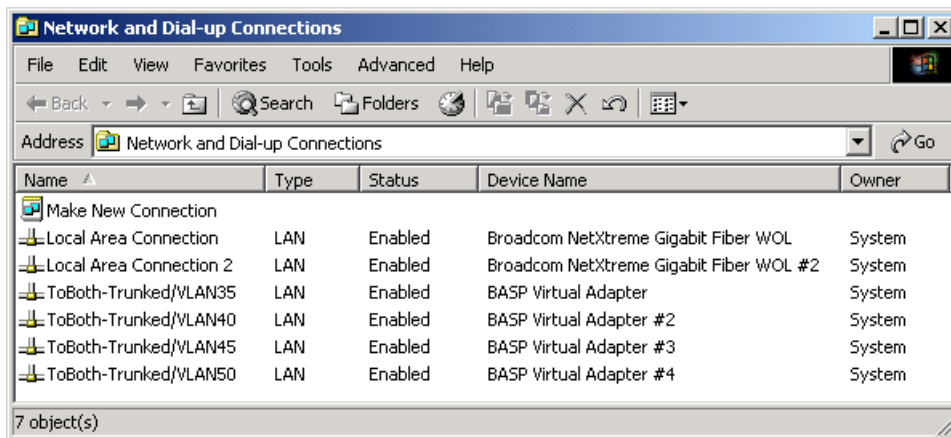 Network and Dial-up Connections
File Edit View Favorites Tools Advanced Help
Back Search Folders
Address Network and Dial-up Connections Go
Name Type Status Device Name Owner
Make New Connection
Local Area Connection LAN Enabled Broadcom NetXtreme Gigabit Fiber WOL System
Local Area Connection 2 LAN Enabled Broadcom NetXtreme Gigabit Fiber WOL #2 System
ToBoth-Trunked/VLAN35 LAN Enabled BASP Virtual Adapter System
ToBoth-Trunked/VLAN40 LAN Enabled BASP Virtual Adapter #2 System
ToBoth-Trunked/VLAN45 LAN Enabled BASP Virtual Adapter #3 System
ToBoth-Trunked/VLAN50 LAN Enabled BASP Virtual Adapter #4 System
7 object(s)